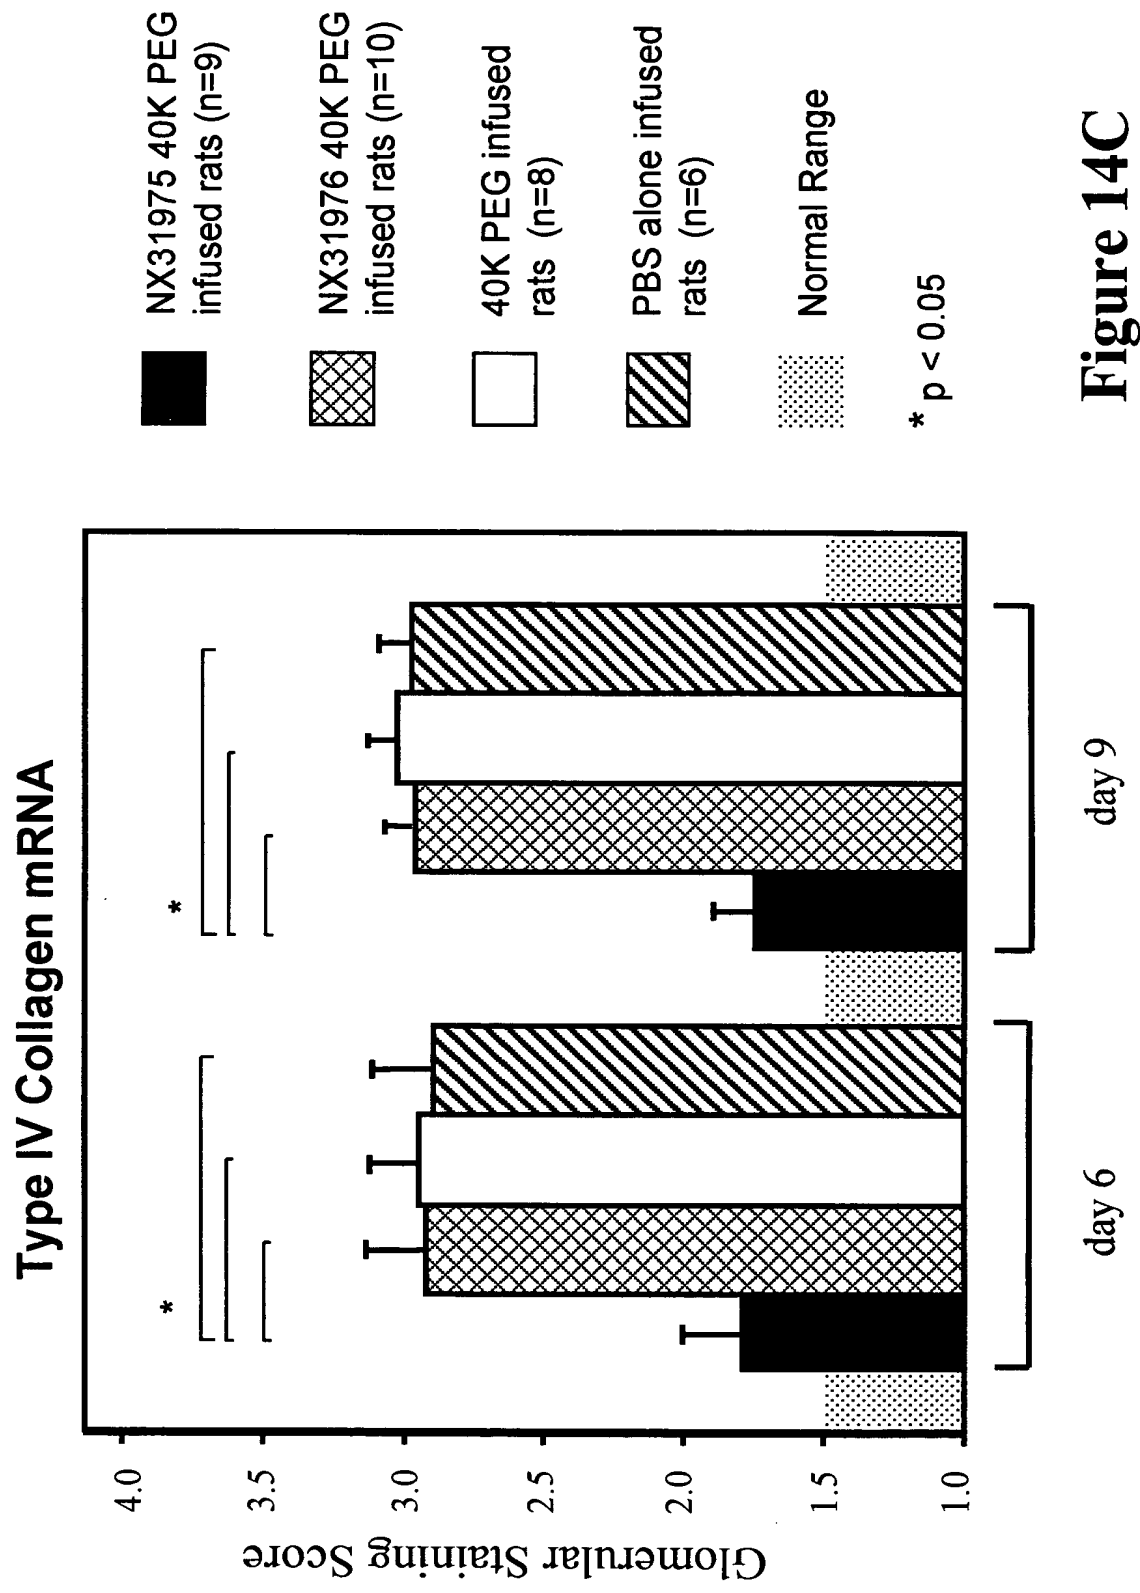 Type IV Collagen mRNA
Glomerular Staining Score
4.0
3.5
3.0
2.5
2.0
1.5
1.0
*
*
day 6
day 9
NX31975 40K PEG
infused rats (n=9)
NX31976 40K PEG
infused rats (n=10)
40K PEG infused
rats (n=8)
PBS alone infused
rats (n=6)
Normal Range
* p < 0.05
Figure 14C